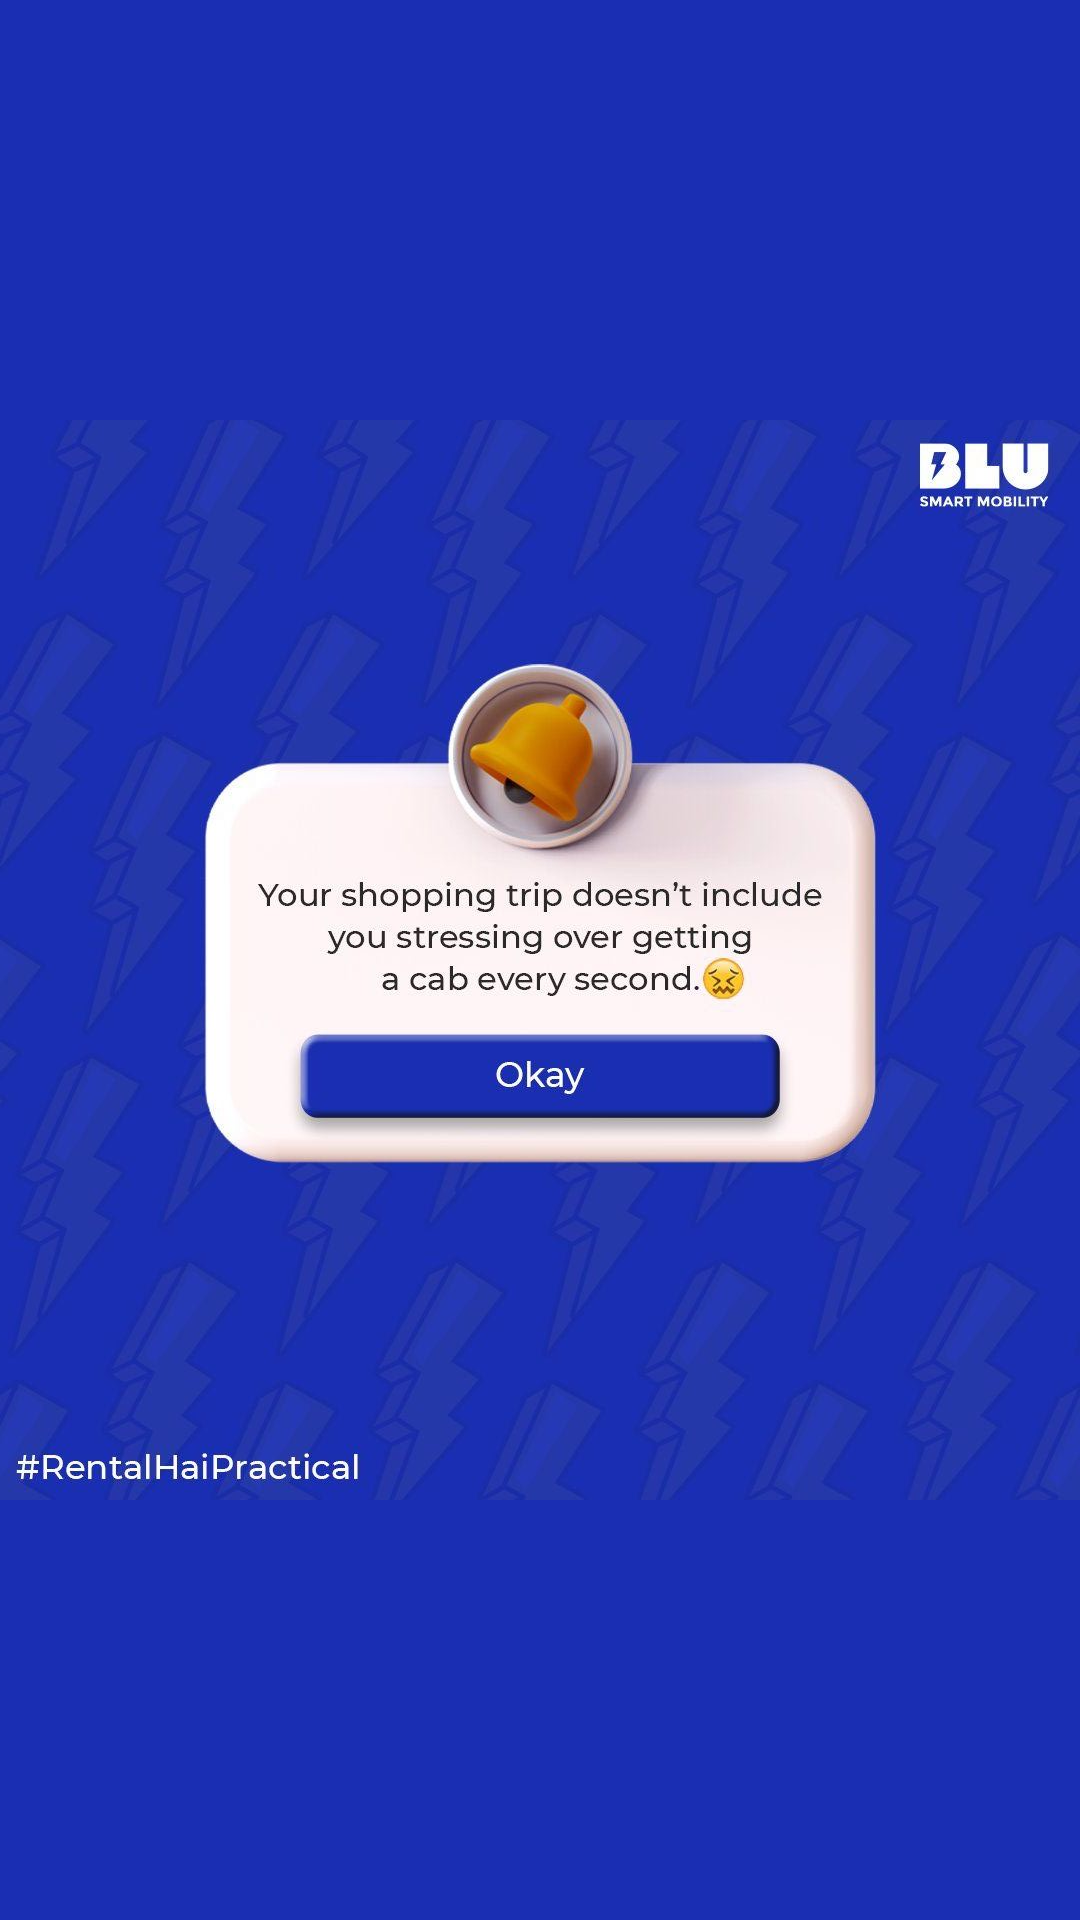 BLU
SMART MOBILITY
Your shopping trip doesn’t include
you stressing over getting
a cab every second.😖
Okay
#RentalHaiPractical